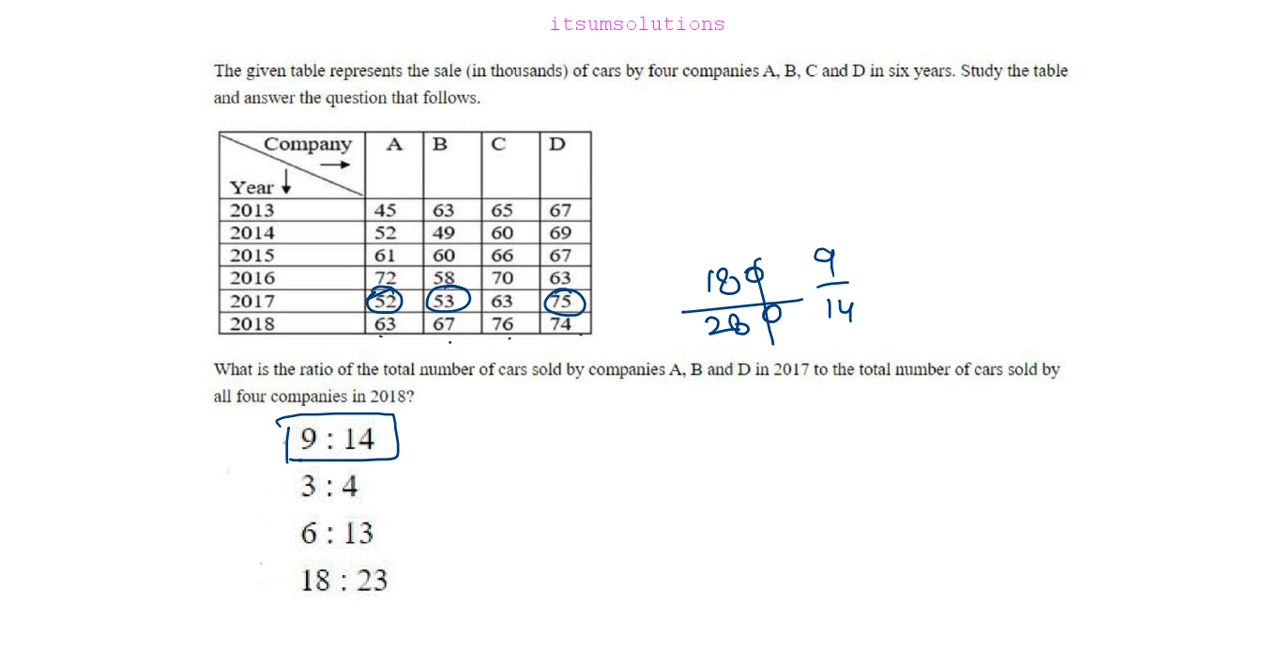 itsumsolutions
The given table represents the sale (in thousands) of cars by four companies A, B, C and D in six years. Study the table
and answer the question that follows.
Company A B C D
Year
2013 45 63 65 67
2014 52 49 60 69
2015 61 60 66 67
2016 72 58 70 63
2017 52 53 63 75
2018 63 67 76 74
180 9
280 14
What is the ratio of the total number of cars sold by companies A, B and D in 2017 to the total number of cars sold by
all four companies in 2018?
9 : 14
3 : 4
6 : 13
18 : 23